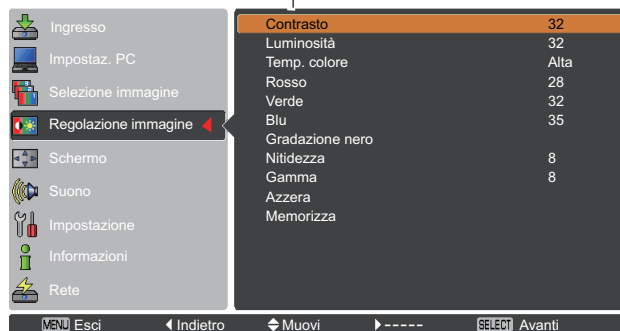 Ingresso
Impostaz. PC
Selezione immagine
Regolazione immagine
Schermo
Suono
Impostazione
Informazioni
Rete
Contrasto 32
Luminosità 32
Temp. colore Alta
Rosso 28
Verde 32
Blu 35
Gradazione nero
Nitidezza 8
Gamma 8
Azzera
Memorizza
MENU Esci Indietro Muovi ----- SELECT Avanti